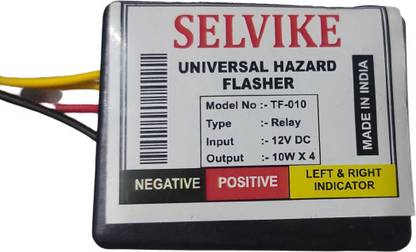 SELVIKE
UNIVERSAL HAZARD
FLASHER
Model No :- TF-010
Type :- Relay
Input :- 12V DC
Output :- 10W X 4
MADE IN INDIA
NEGATIVE POSITIVE LEFT & RIGHT
INDICATOR